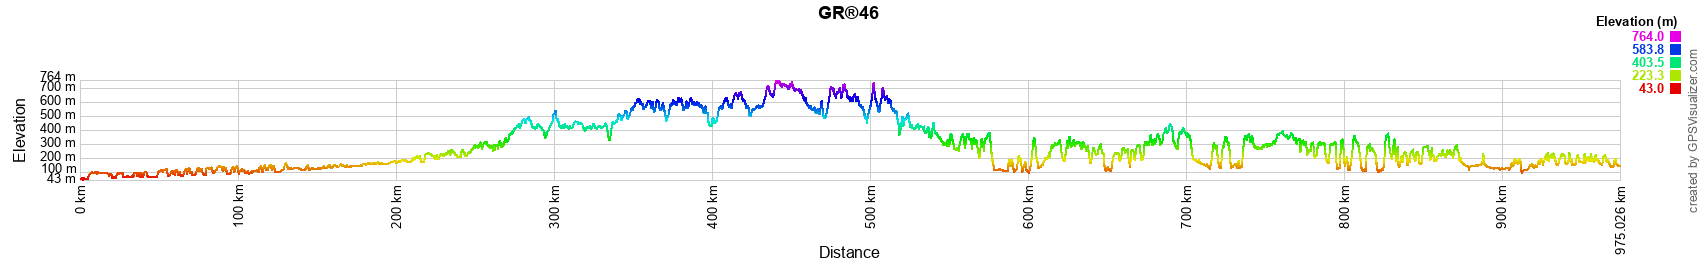 GR®46
Elevation (m)
764.0
583.8
403.5
223.3
43.0
764 m
700 m
600 m
500 m
400 m
300 m
200 m
100 m
43 m
Elevation
0 km
100 km
200 km
300 km
400 km
500 km
600 km
700 km
800 km
900 km
975.026 km
Distance
created by GPSVisualizer.com